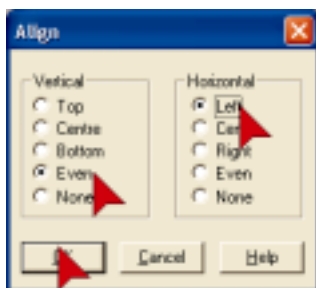 Align
Vertical
Top
Centre
Bottom
Even
None
Horizontal
Left
Right
Even
None
Cancel
Help